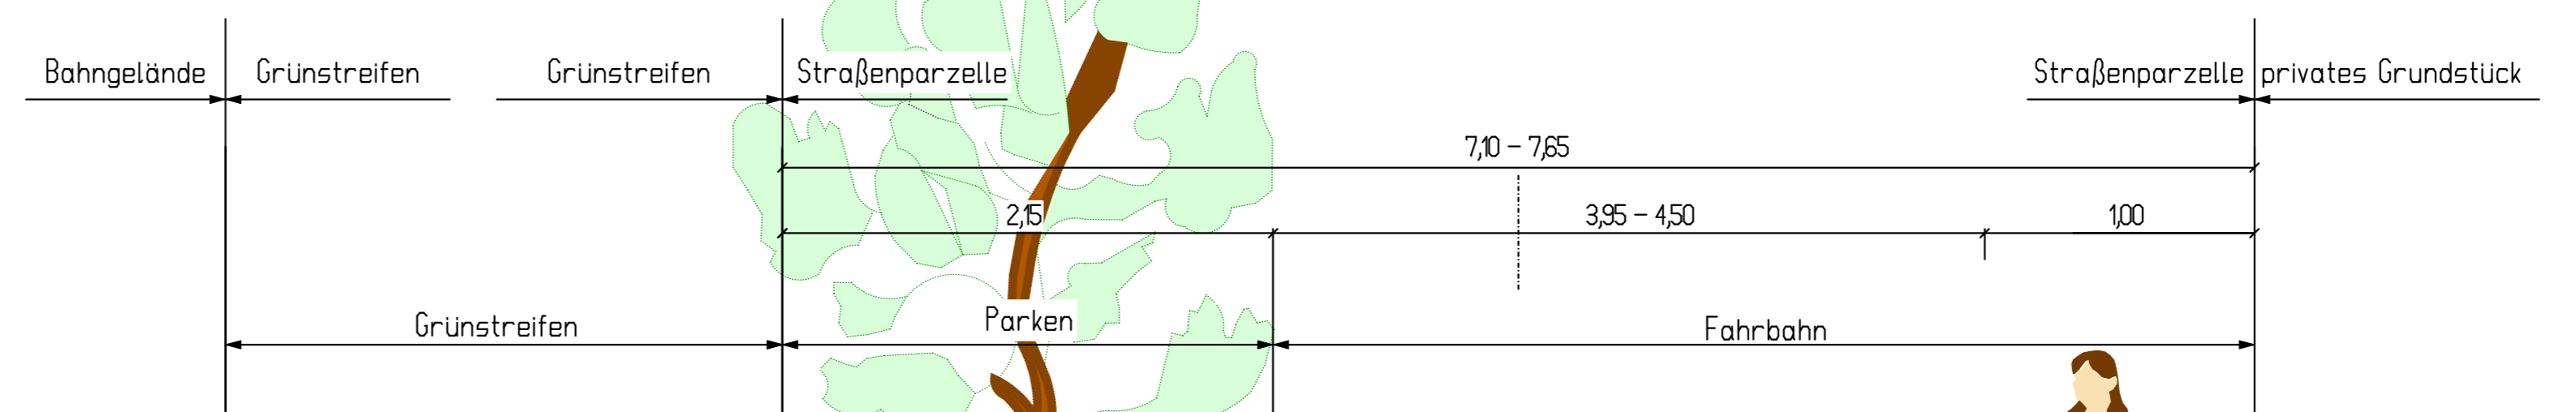 Bahngelände Grünstreifen Grünstreifen Straßenparzelle Straßenparzelle privates Grundstück
7,10 – 7,65
2,15 3,95 – 4,50 1,00
Grünstreifen Parken Fahrbahn